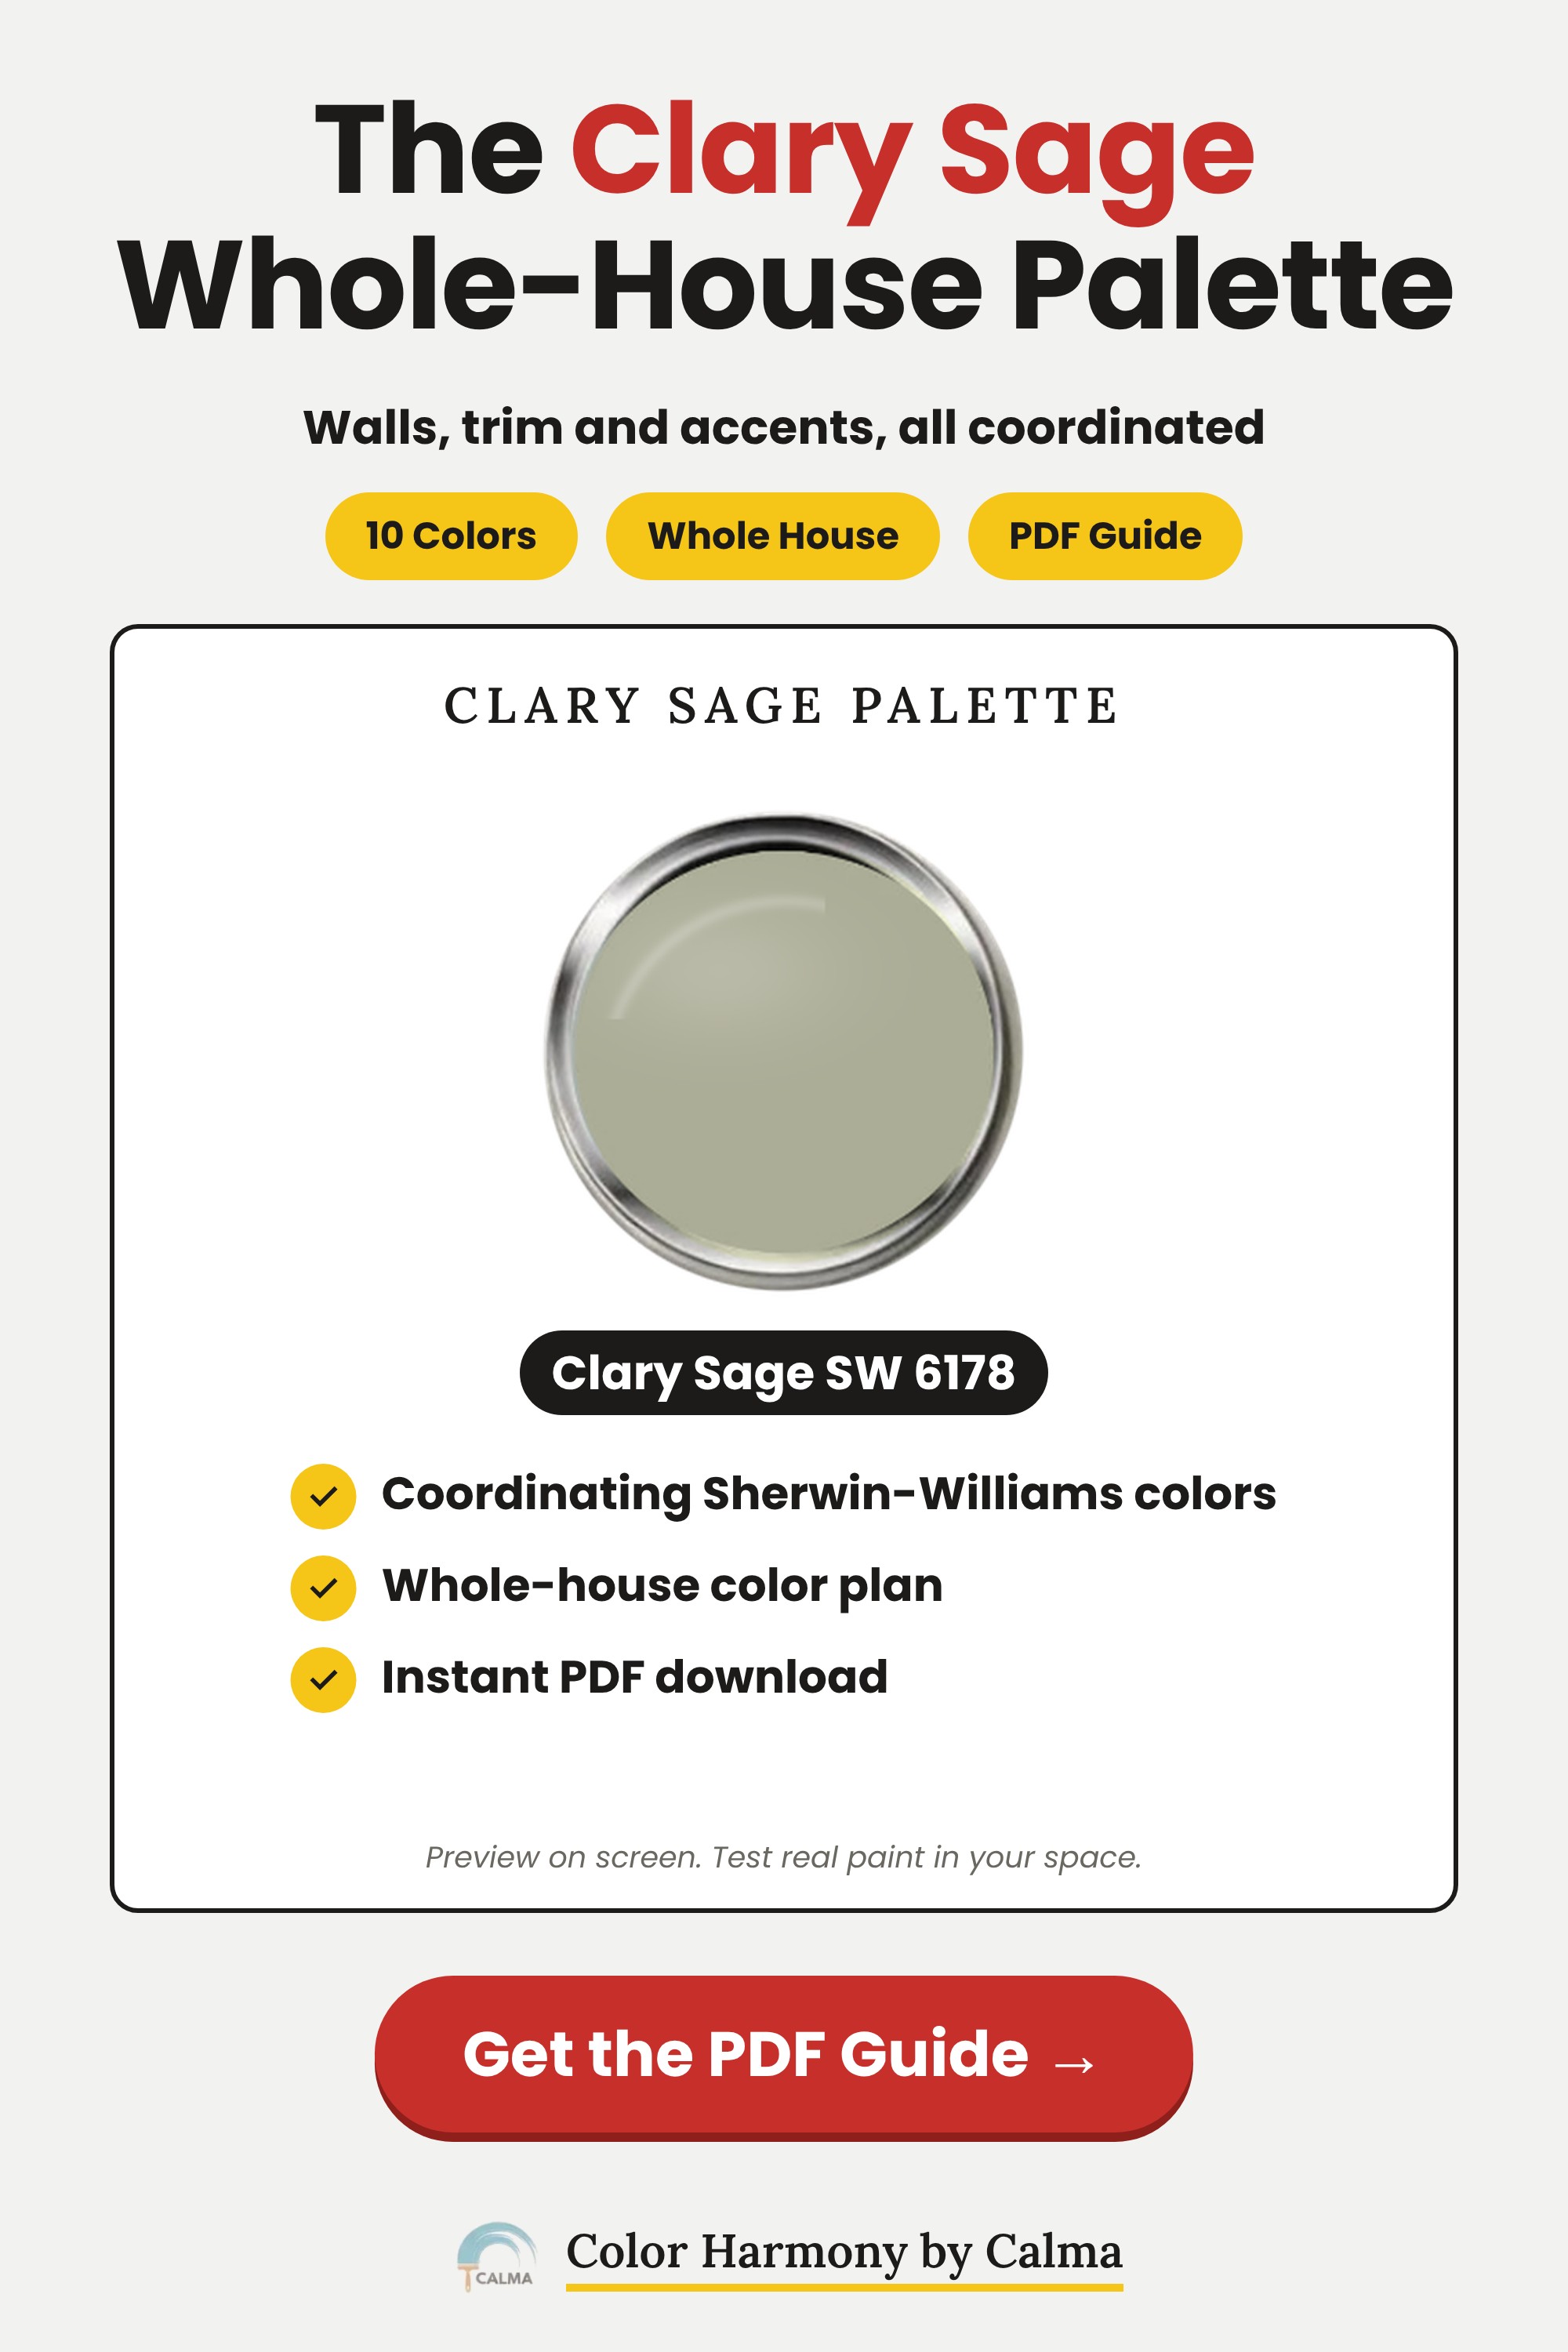 The Clary Sage
Whole-House Palette
Walls, trim and accents, all coordinated
10 Colors
Whole House
PDF Guide
CLARY SAGE PALETTE
Clary Sage SW 6178
Coordinating Sherwin-Williams colors
Whole-house color plan
Instant PDF download
Preview on screen. Test real paint in your space.
Get the PDF Guide →
CALMA
Color Harmony by Calma